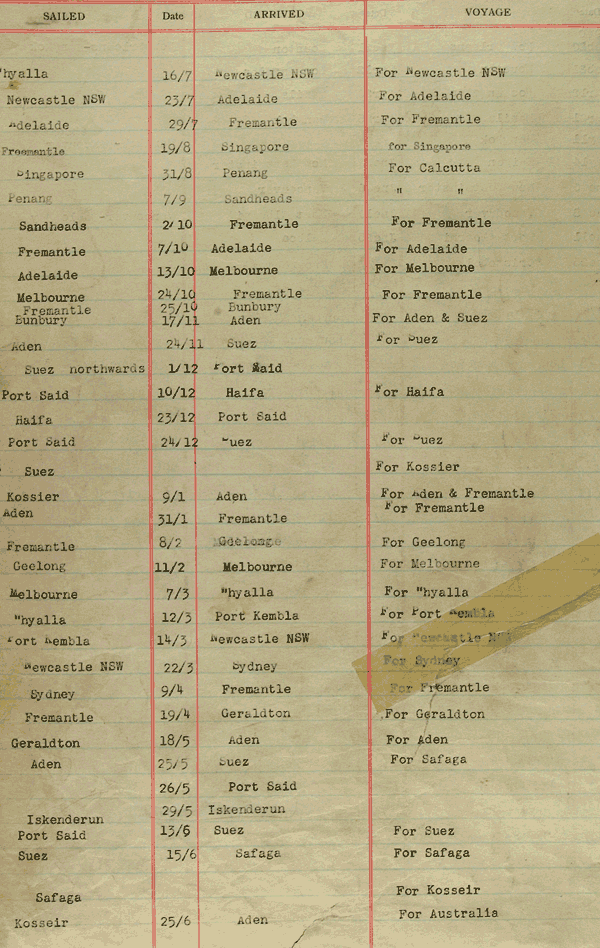 SAILED Date ARRIVED VOYAGE
"hyalla 16/7 Newcastle NSW For Newcastle NSW
Newcastle NSW 23/7 Adelaide For Adelaide
Adelaide 29/7 Fremantle For Fremantle
Freemantle 19/8 Singapore for Singapore
Singapore 31/8 Penang For Calcutta
Penang 7/9 Sandheads " "
Sandheads 2/10 Fremantle For Fremantle
Fremantle 7/10 Adelaide For Adelaide
Adelaide 13/10 Melbourne For Melbourne
Melbourne 24/10 Fremantle For Fremantle
Fremantle 25/10 Bunbury
Bunbury 17/11 Aden For Aden & Suez
Aden 24/11 Suez For Suez
Suez northwards 1/12 Port Said
Port Said 10/12 Haifa For Haifa
Haifa 23/12 Port Said
Port Said 24/12 Suez For Suez
Suez For Kossier
Kossier 9/1 Aden For Aden & Fremantle
Aden 31/1 Fremantle For Fremantle
Fremantle 8/2 For Geelong
Geelong 11/2 Melbourne For Melbourne
Melbourne 7/3 "hyalla For "hyalla
"hyalla 12/3 Port Kembla For Port Kembla
Port Kembla 14/3 Newcastle NSW For Newcastle NSW
Newcastle NSW 22/3 Sydney For Sydney
Sydney 9/4 Fremantle For Fremantle
Fremantle 19/4 Geraldton For Geraldton
Geraldton 18/5 Aden For Aden
Aden 25/5 Suez For Safaga
26/5 Port Said
Iskenderun 29/5 Iskenderun
Port Said 13/6 Suez For Suez
Suez 15/6 Safaga For Safaga
Safaga For Kosseir
Kosseir 25/6 Aden For Australia